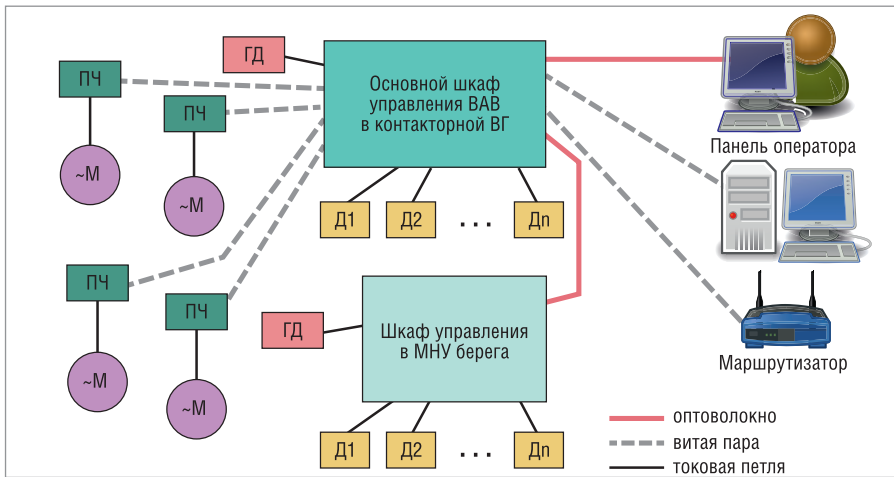 ГД
Основной шкаф
управления ВАВ
в контакторной ВГ
Панель оператора
ПЧ
~М
ПЧ
~М
Д1
Д2
...
Дn
ПЧ
~М
ПЧ
~М
ГД
Шкаф управления
в МНУ берега
Д1
Д2
...
Дn
Маршрутизатор
оптоволокно
витая пара
токовая петля